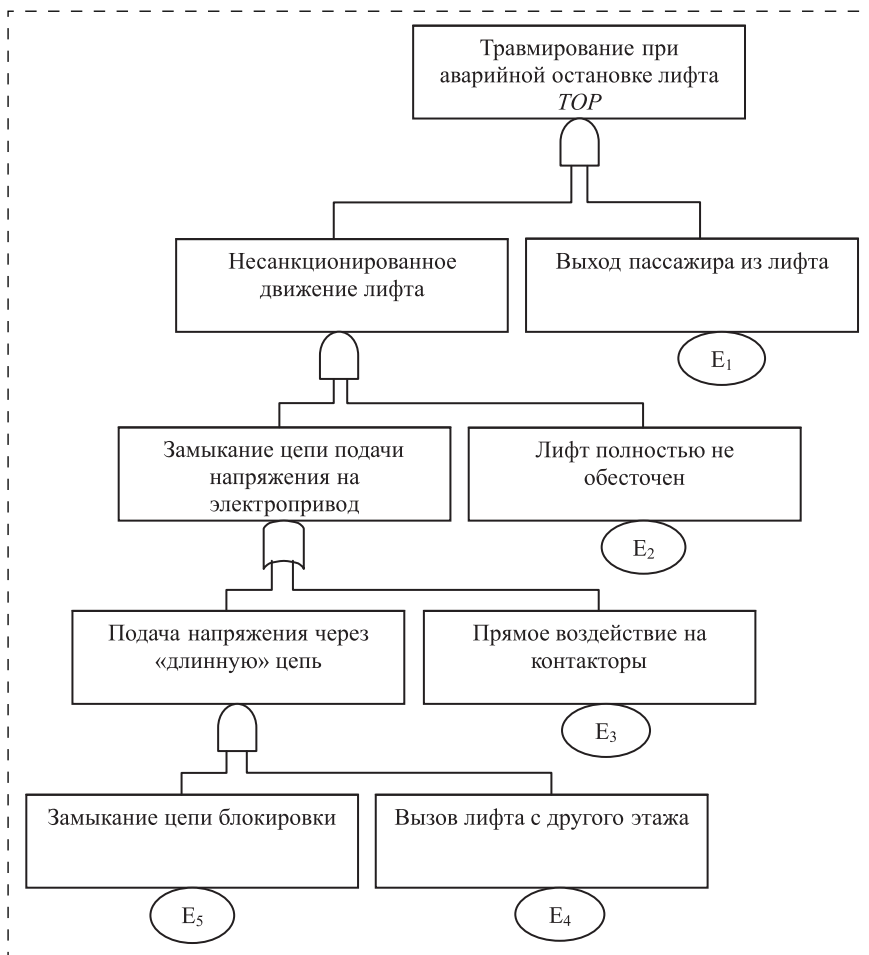 Травмирование при
аварийной остановке лифта
TOP
Несанкционированное
движение лифта
Выход пассажира из лифта
E1
Замыкание цепи подачи
напряжения на
электропривод
Лифт полностью не
обесточен
E2
Подача напряжения через
«длинную» цепь
Прямое воздействие на
контакторы
E3
Замыкание цепи блокировки
Вызов лифта с другого этажа
E5
E4